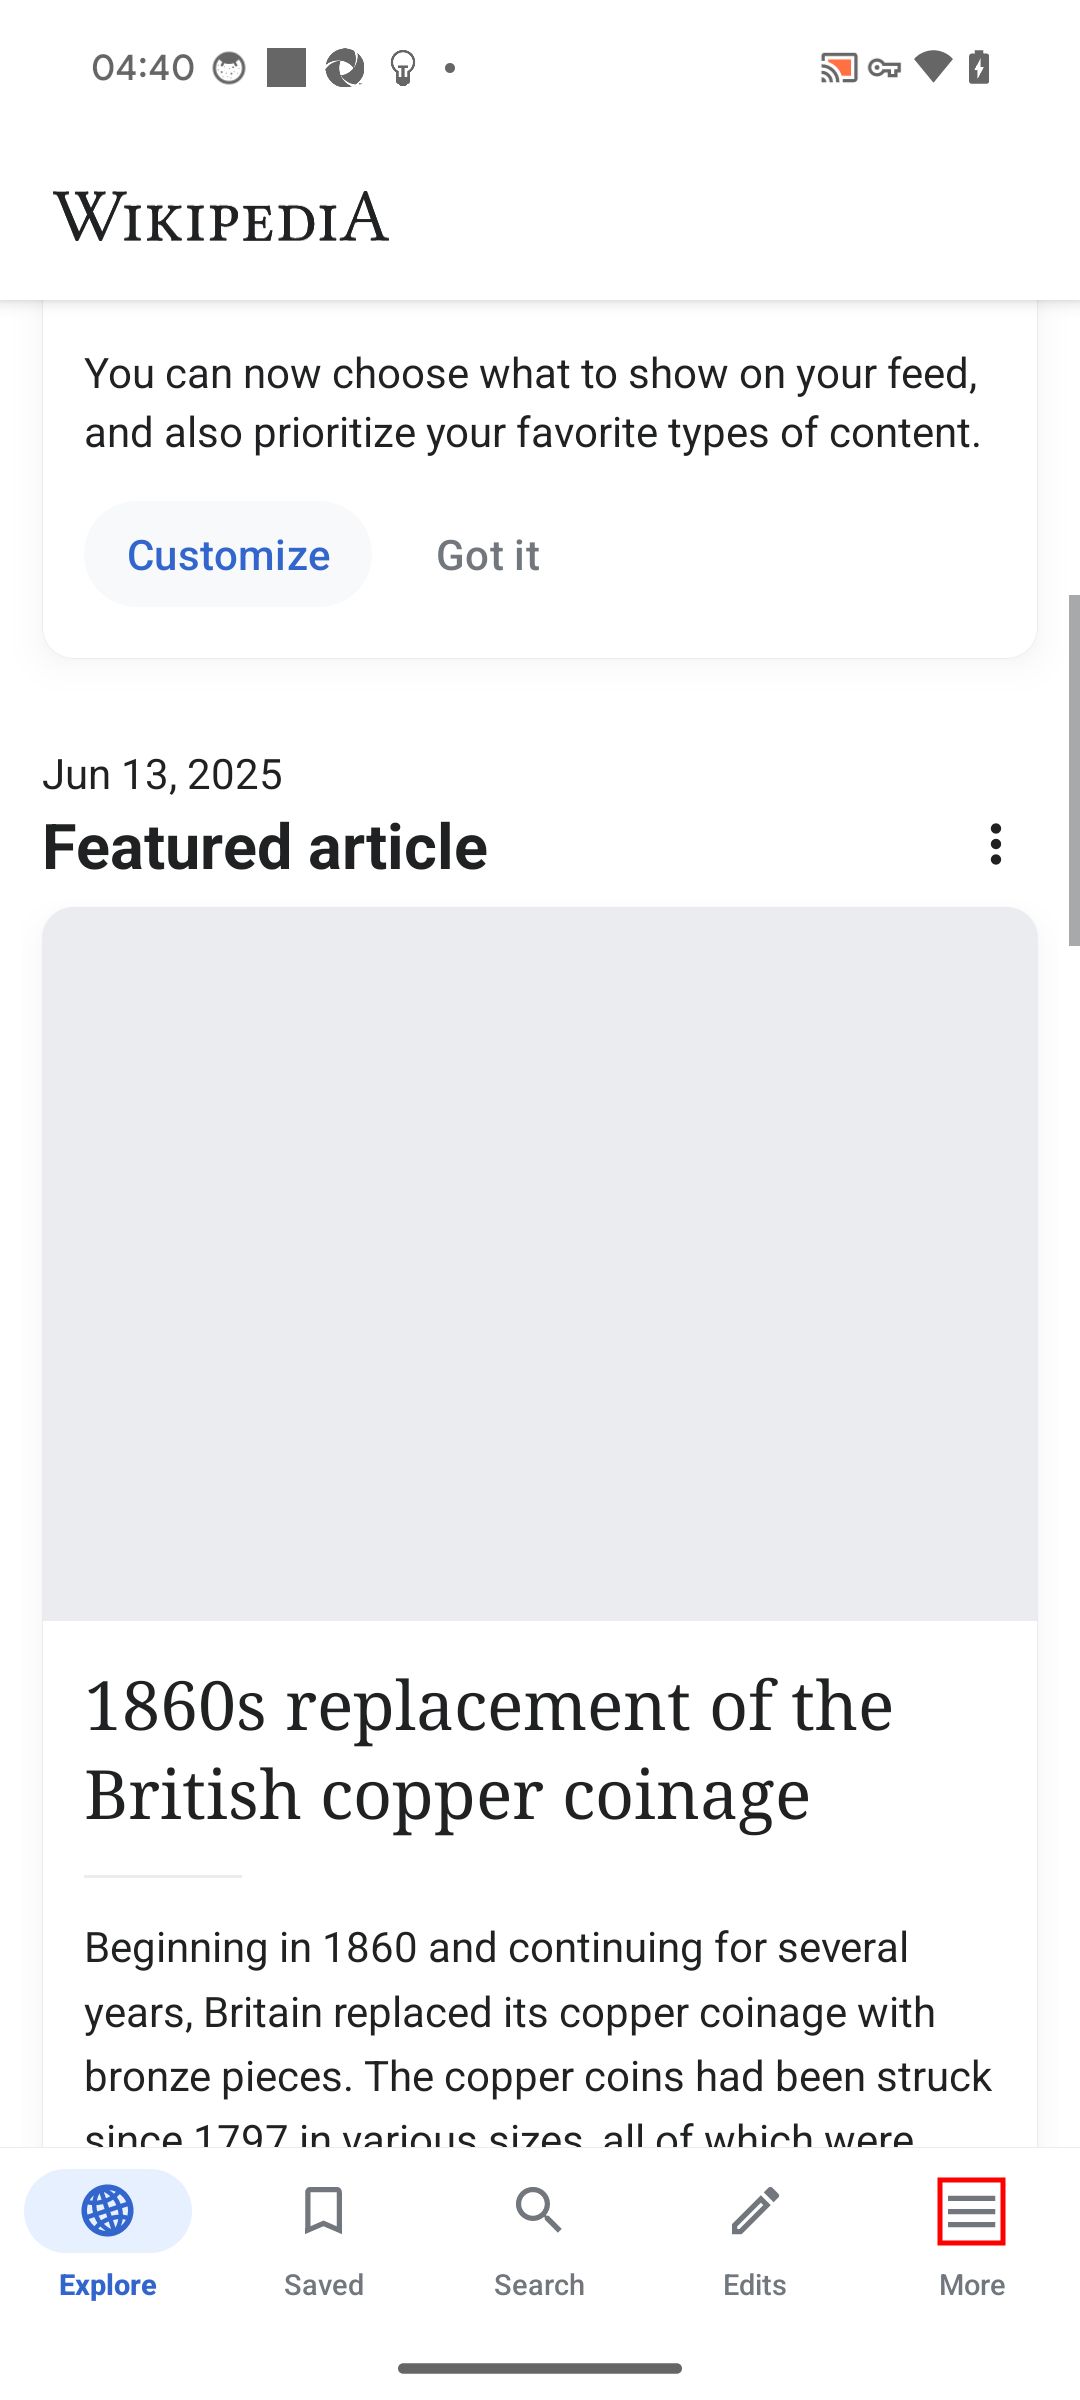 04:40
WIKIPEDIA
You can now choose what to show on your feed,
and also prioritize your favorite types of content.
Customize
Got it
Jun 13, 2025
Featured article
1860s replacement of the
British copper coinage
Beginning in 1860 and continuing for several
years, Britain replaced its copper coinage with
bronze pieces. The copper coins had been struck
since 1797 in various sizes, all of which were
Explore
Saved
Search
Edits
More